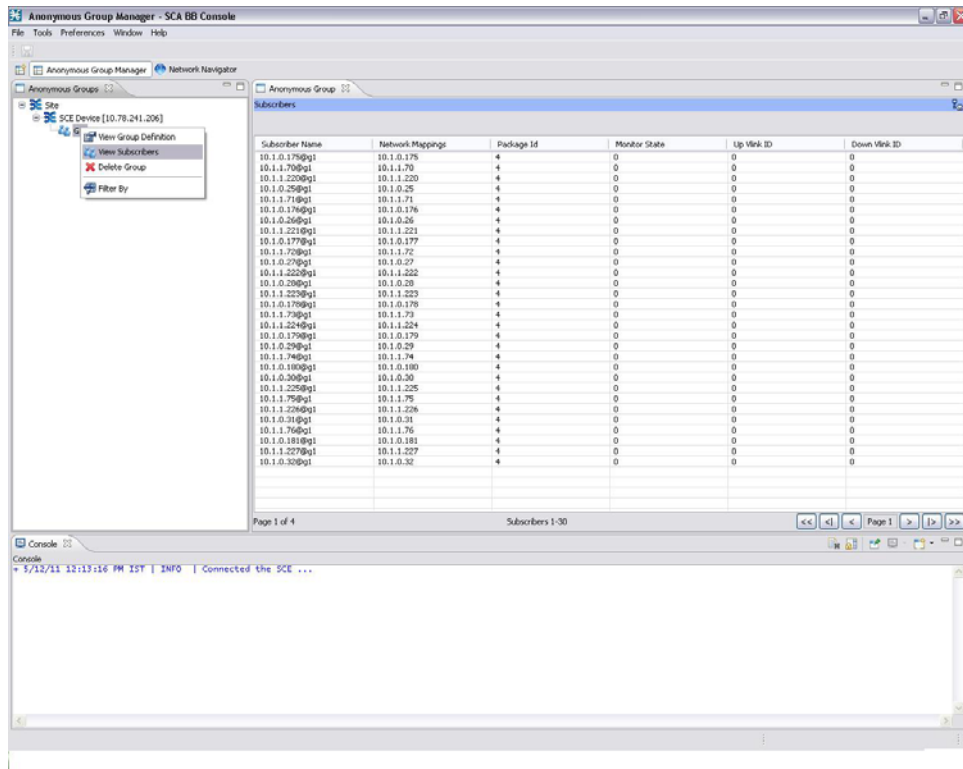 Anonymous Group Manager - SCA BB Console
File Tools Preferences Window Help
Anonymous Group Manager Network Navigator
Anonymous Groups
Site
SCE Device [10.78.241.206]
View Group Definition
View Subscribers
Delete Group
Filter By
Anonymous Group
Subscribers
Subscriber Name Network Mappings Package Id Monitor State Up Vlink ID Down Vlink ID
10.1.0.175@g1 10.1.0.175 4 0 0 0
10.1.1.70@g1 10.1.1.70 4 0 0 0
10.1.1.220@g1 10.1.1.220 4 0 0 0
10.1.0.25@g1 10.1.0.25 4 0 0 0
10.1.1.71@g1 10.1.1.71 4 0 0 0
10.1.0.176@g1 10.1.0.176 4 0 0 0
10.1.0.26@g1 10.1.0.26 4 0 0 0
10.1.1.221@g1 10.1.1.221 4 0 0 0
10.1.0.177@g1 10.1.0.177 4 0 0 0
10.1.1.72@g1 10.1.1.72 4 0 0 0
10.1.0.27@g1 10.1.0.27 4 0 0 0
10.1.1.222@g1 10.1.1.222 4 0 0 0
10.1.0.28@g1 10.1.0.28 4 0 0 0
10.1.1.223@g1 10.1.1.223 4 0 0 0
10.1.0.178@g1 10.1.0.178 4 0 0 0
10.1.1.73@g1 10.1.1.73 4 0 0 0
10.1.1.224@g1 10.1.1.224 4 0 0 0
10.1.0.179@g1 10.1.0.179 4 0 0 0
10.1.0.29@g1 10.1.0.29 4 0 0 0
10.1.1.74@g1 10.1.1.74 4 0 0 0
10.1.0.180@g1 10.1.0.180 4 0 0 0
10.1.0.30@g1 10.1.0.30 4 0 0 0
10.1.1.225@g1 10.1.1.225 4 0 0 0
10.1.1.75@g1 10.1.1.75 4 0 0 0
10.1.1.226@g1 10.1.1.226 4 0 0 0
10.1.0.31@g1 10.1.0.31 4 0 0 0
10.1.1.76@g1 10.1.1.76 4 0 0 0
10.1.0.181@g1 10.1.0.181 4 0 0 0
10.1.1.227@g1 10.1.1.227 4 0 0 0
10.1.0.32@g1 10.1.0.32 4 0 0 0
Page 1 of 4 Subscribers 1-30 << <| < Page 1 > |> >>
Console
Console
+ 5/12/11 12:13:16 PM IST | INFO | Connected the SCE ...